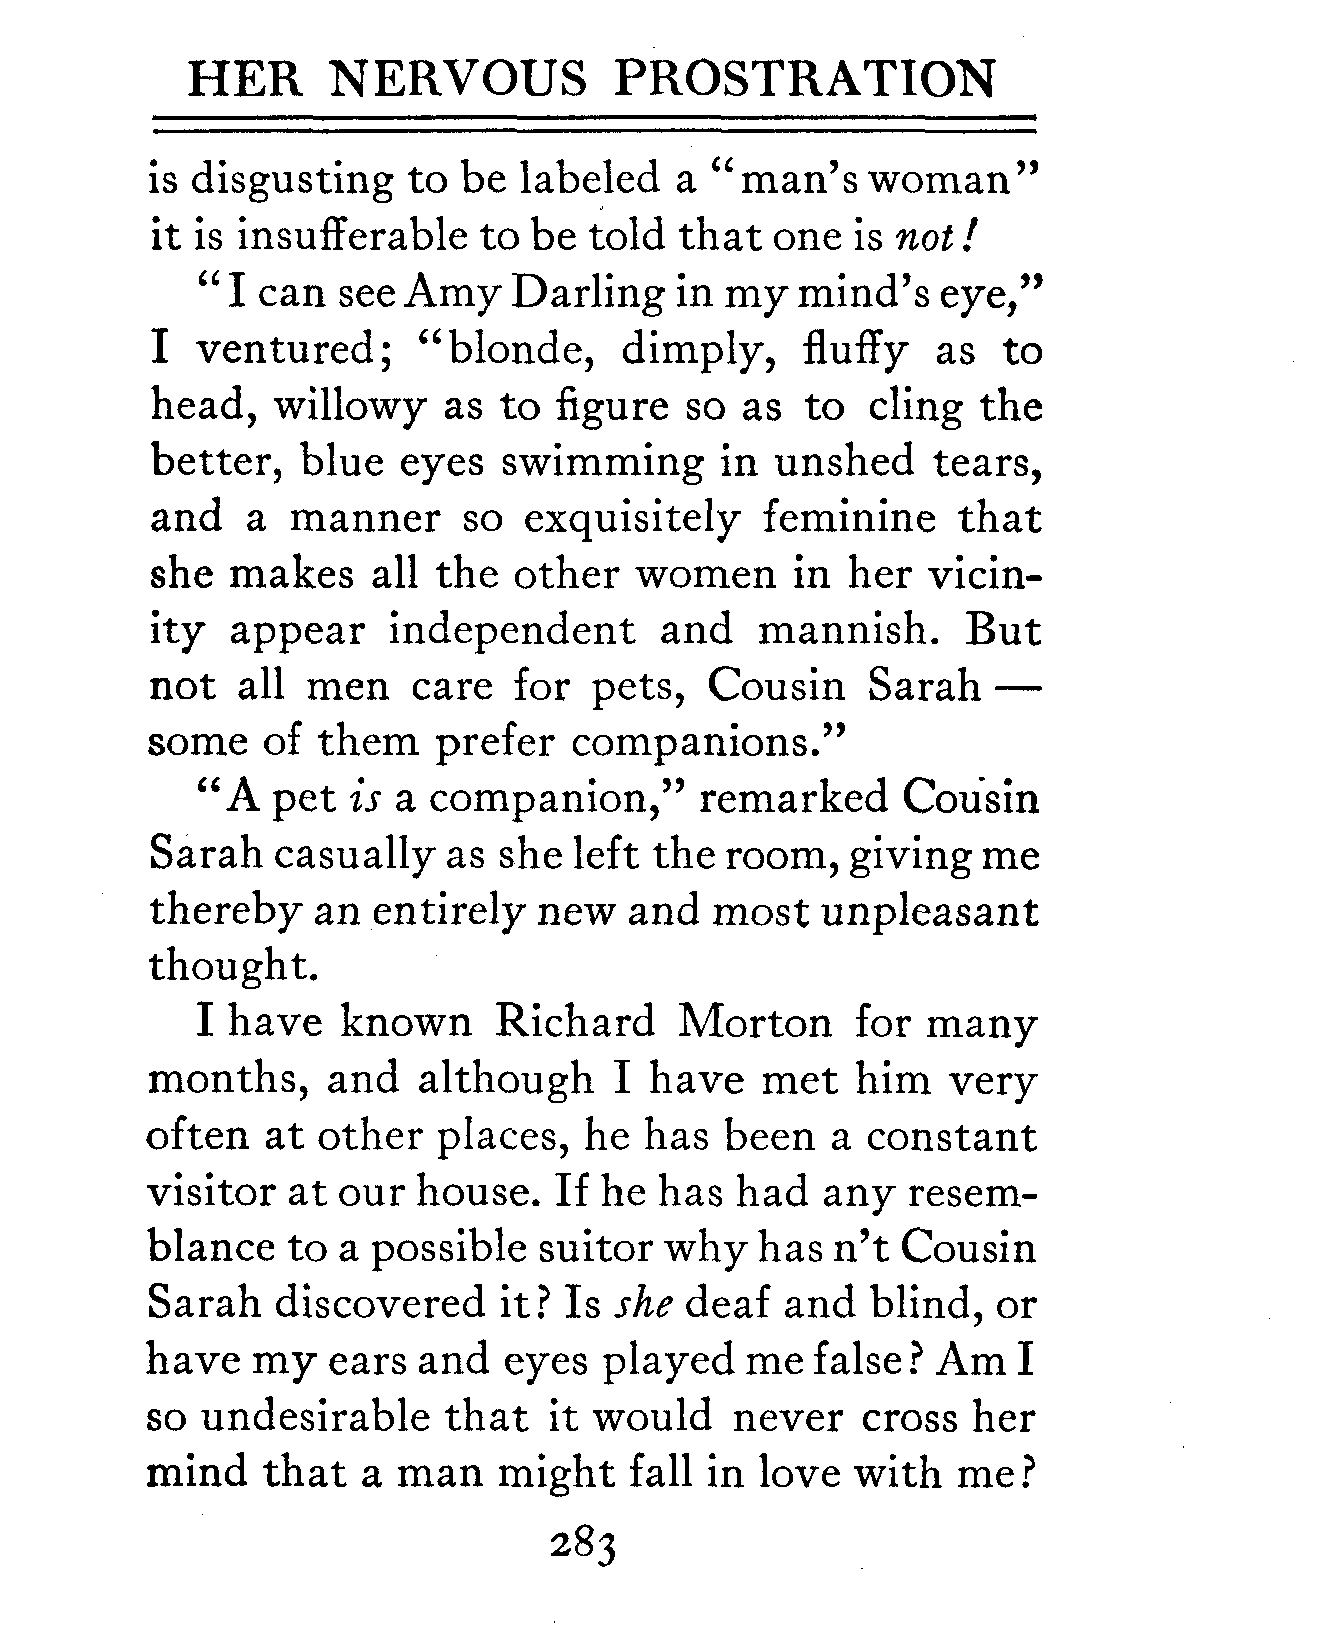 HER NERVOUS PROSTRATION
is disgusting to be labeled a “man’s woman”
it is insufferable to be told that one is not!
“I can see Amy Darling in my mind’s eye,”
I ventured; “blonde, dimply, fluffy as to
head, willowy as to figure so as to cling the
better, blue eyes swimming in unshed tears,
and a manner so exquisitely feminine that
she makes all the other women in her vicin-
ity appear independent and mannish. But
not all men care for pets, Cousin Sarah —
some of them prefer companions.”
“A pet is a companion,” remarked Cousin
Sarah casually as she left the room, giving me
thereby an entirely new and most unpleasant
thought.
I have known Richard Morton for many
months, and although I have met him very
often at other places, he has been a constant
visitor at our house. If he has had any resem-
blance to a possible suitor why has n’t Cousin
Sarah discovered it? Is she deaf and blind, or
have my ears and eyes played me false? Am I
so undesirable that it would never cross her
mind that a man might fall in love with me?
283